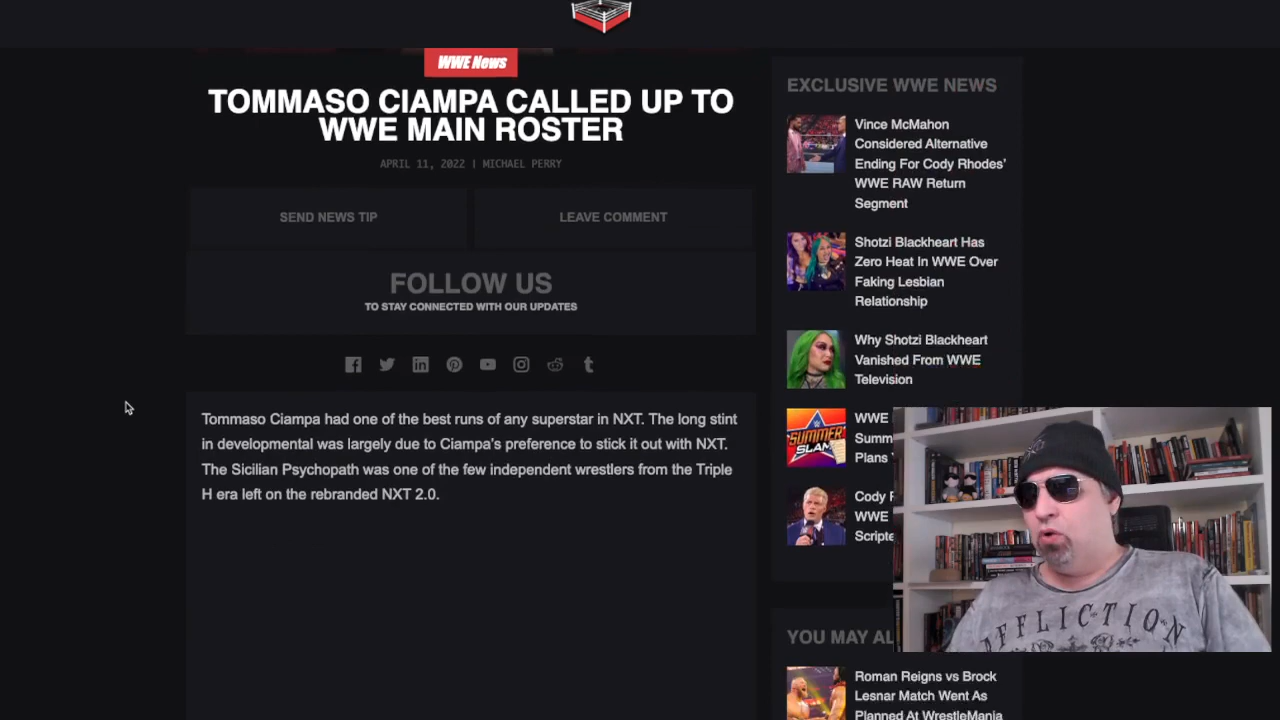 WWE News
TOMMASO CIAMPA CALLED UP TO
WWE MAIN ROSTER
APRIL 11, 2022 | MICHAEL PERRY
SEND NEWS TIP
LEAVE COMMENT
FOLLOW US
TO STAY CONNECTED WITH OUR UPDATES
Tommaso Ciampa had one of the best runs of any superstar in NXT. The long stint
in developmental was largely due to Ciampa's preference to stick it out with NXT.
The Sicilian Psychopath was one of the few independent wrestlers from the Triple
H era left on the rebranded NXT 2.0.
EXCLUSIVE WWE NEWS
Vince McMahon
Considered Alternative
Ending For Cody Rhodes'
WWE RAW Return
Segment
Shotzi Blackheart Has
Zero Heat In WWE Over
Faking Lesbian
Relationship
Why Shotzi Blackheart
Vanished From WWE
Television
SUMMER
SLAM
WWE
Summ
Plans
Cody R
WWE
Scripte
AFFLICTION
YOU MAY AL
Roman Reigns vs Brock
Lesnar Match Went As
Planned At WrestleMania